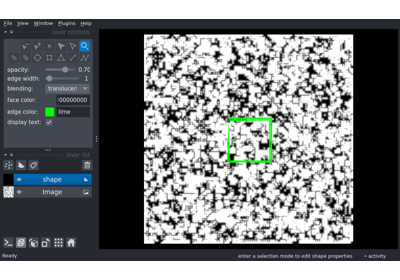 File View Window Plugins Help
layer controls
opacity: 0.70
edge width: 1
blending: translucen
face color: 00000000
edge color: lime
display text:
layer list
shape
Image
Ready
enter a selection mode to edit shape properties
activity